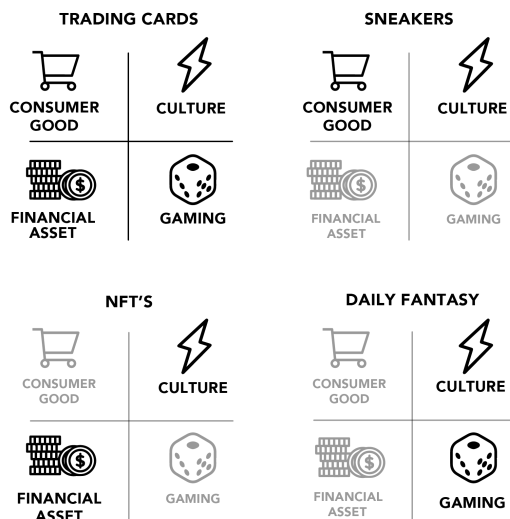 TRADING CARDS
CONSUMER
GOOD
CULTURE
$
FINANCIAL
ASSET
GAMING
SNEAKERS
CONSUMER
GOOD
CULTURE
$
FINANCIAL
ASSET
GAMING
NFT'S
CONSUMER
GOOD
CULTURE
$
FINANCIAL
ASSET
GAMING
DAILY FANTASY
CONSUMER
GOOD
CULTURE
$
FINANCIAL
ASSET
GAMING